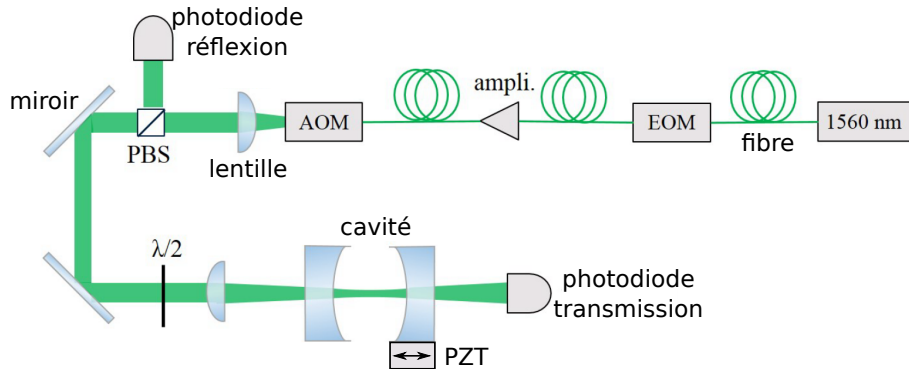 photodiode
réflexion
miroir
PBS
lentille
AOM
ampli.
EOM
fibre
1560 nm
λ/2
cavité
PZT
photodiode
transmission